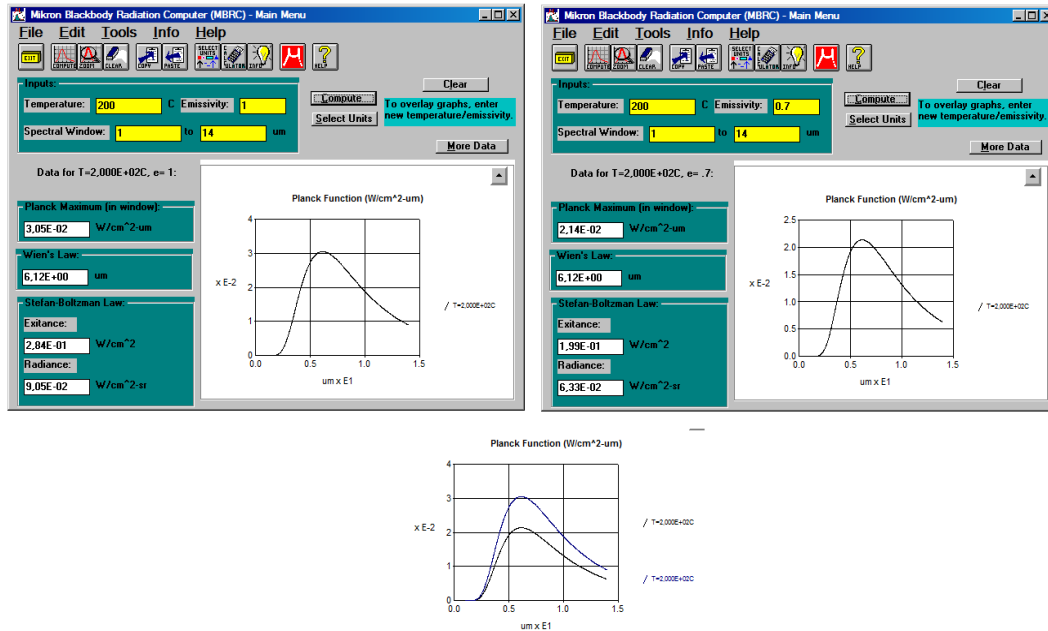 Mikron Blackbody Radiation Computer (MBRC) - Main Menu
File Edit Tools Info Help
EXIT COMPUTE ZOOM CLEAR COPY PASTE SELECT UNITS INFO HELP
Inputs:
Temperature: 200 C Emissivity: 1
Spectral Window: 1 to 14 um
Clear
Compute
Select Units
To overlay graphs, enter
new temperature/emissivity.
More Data
Data for T=2,000E+02C, e= 1:
Planck Maximum (in window):
3,05E-02 W/cm^2-um
Wien's Law:
6,12E+00 um
Stefan-Boltzman Law:
Exitance:
2,84E-01 W/cm^2
Radiance:
9,05E-02 W/cm^2-sr
Planck Function (W/cm^2-um)
4
3
x E-2
2
1
0
0.0 0.5 1.0 1.5
um x E1
/ T=2,000E+02C
Mikron Blackbody Radiation Computer (MBRC) - Main Menu
File Edit Tools Info Help
EXIT COMPUTE ZOOM CLEAR COPY PASTE SELECT UNITS INFO HELP
Inputs:
Temperature: 200 C Emissivity: 0.7
Spectral Window: 1 to 14 um
Clear
Compute
Select Units
To overlay graphs, enter
new temperature/emissivity.
More Data
Data for T=2,000E+02C, e= .7:
Planck Maximum (in window):
2,14E-02 W/cm^2-um
Wien's Law:
6,12E+00 um
Stefan-Boltzman Law:
Exitance:
1,99E-01 W/cm^2
Radiance:
6,33E-02 W/cm^2-sr
Planck Function (W/cm^2-um)
2.5
2.0
x E-2
1.5
1.0
0.5
0.0
0.0 0.5 1.0 1.5
um x E1
/ T=2,000E+02C
Planck Function (W/cm^2-um)
4
3
x E-2
2
1
0
0.0 0.5 1.0 1.5
um x E1
/ T=2,000E+02C
/ T=2,000E+02C